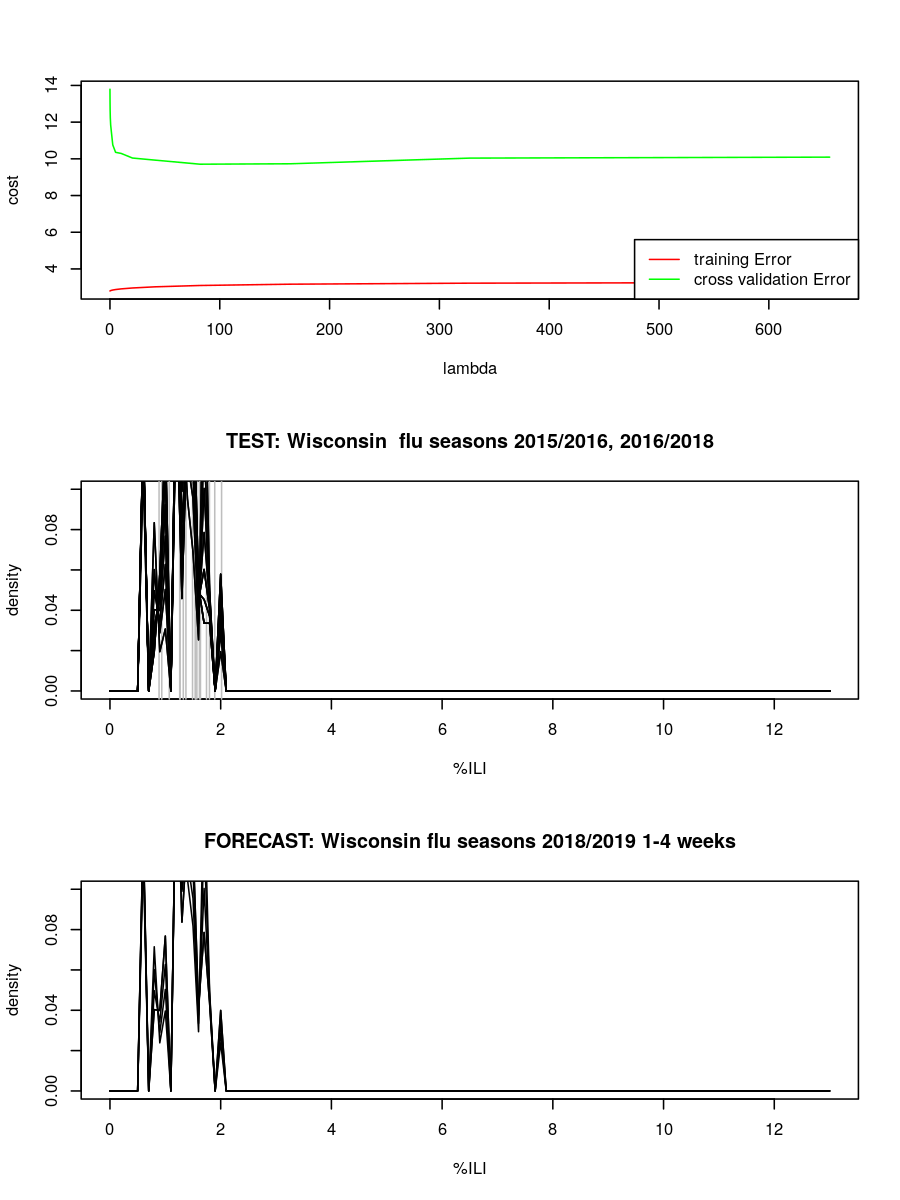 14
12
10
8
6
4
cost
training Error
cross validation Error
0 100 200 300 400 500 600
lambda
TEST: Wisconsin  flu seasons 2015/2016, 2016/2018
0.08
0.04
0.00
density
0 2 4 6 8 10 12
%ILI
FORECAST: Wisconsin flu seasons 2018/2019 1-4 weeks
0.08
0.04
0.00
density
0 2 4 6 8 10 12
%ILI